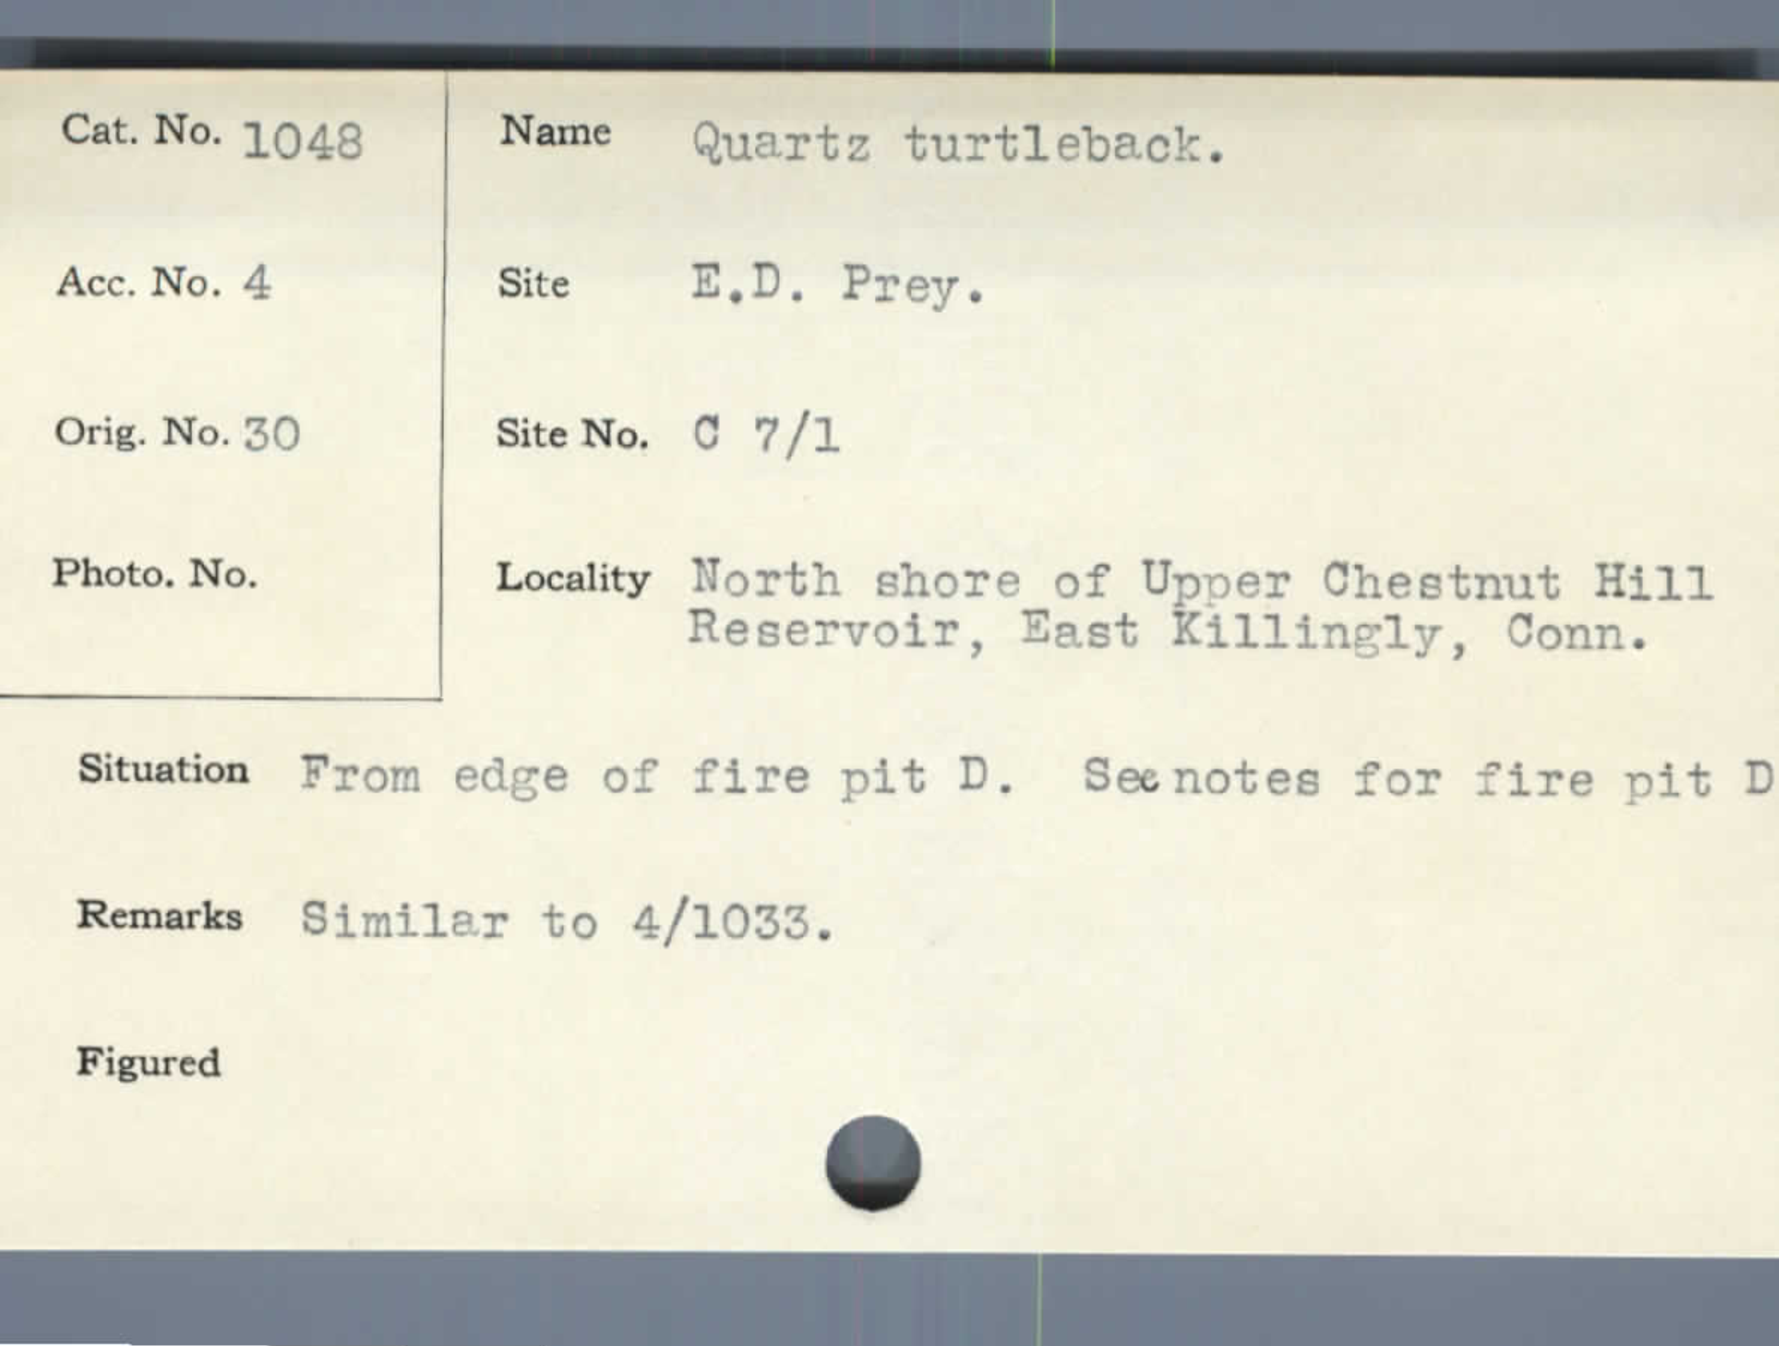 Cat. No. 1048
Name Quartz turtleback.
Acc. No. 4
Site E.D. Prey.
Orig. No. 30
Site No. C 7/1
Photo. No.
Locality North shore of Upper Chestnut Hill
Reservoir, East Killingly, Conn.
Situation From edge of fire pit D. See notes for fire pit D
Remarks Similar to 4/1033.
Figured